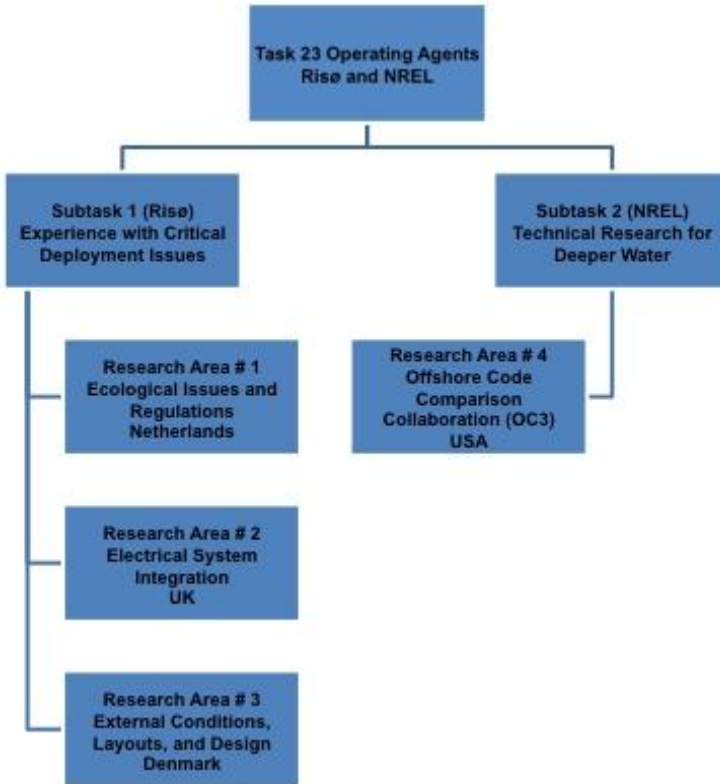 Task 23 Operating Agents
Risø and NREL
Subtask 1 (Risø)
Experience with Critical
Deployment Issues
Subtask 2 (NREL)
Technical Research for
Deeper Water
Research Area # 1
Ecological Issues and
Regulations
Netherlands
Research Area # 4
Offshore Code
Comparison
Collaboration (OC3)
USA
Research Area # 2
Electrical System
Integration
UK
Research Area # 3
External Conditions,
Layouts, and Design
Denmark